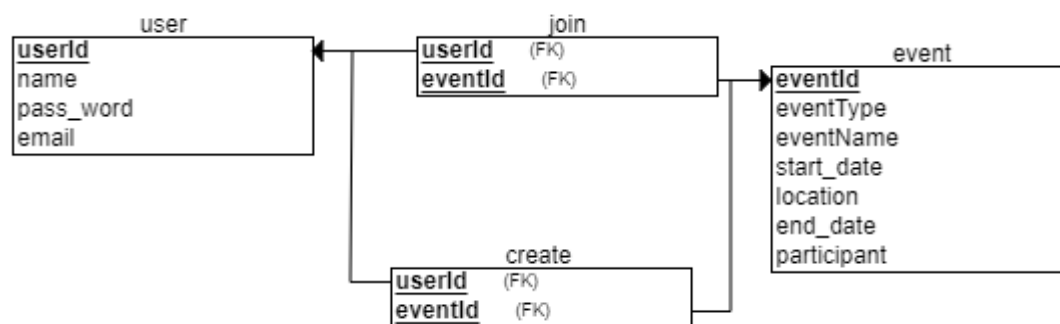 user
userId
name
pass_word
email
join
userId (FK)
eventId (FK)
event
eventId
eventType
eventName
start_date
location
end_date
participant
create
userId (FK)
eventId (FK)